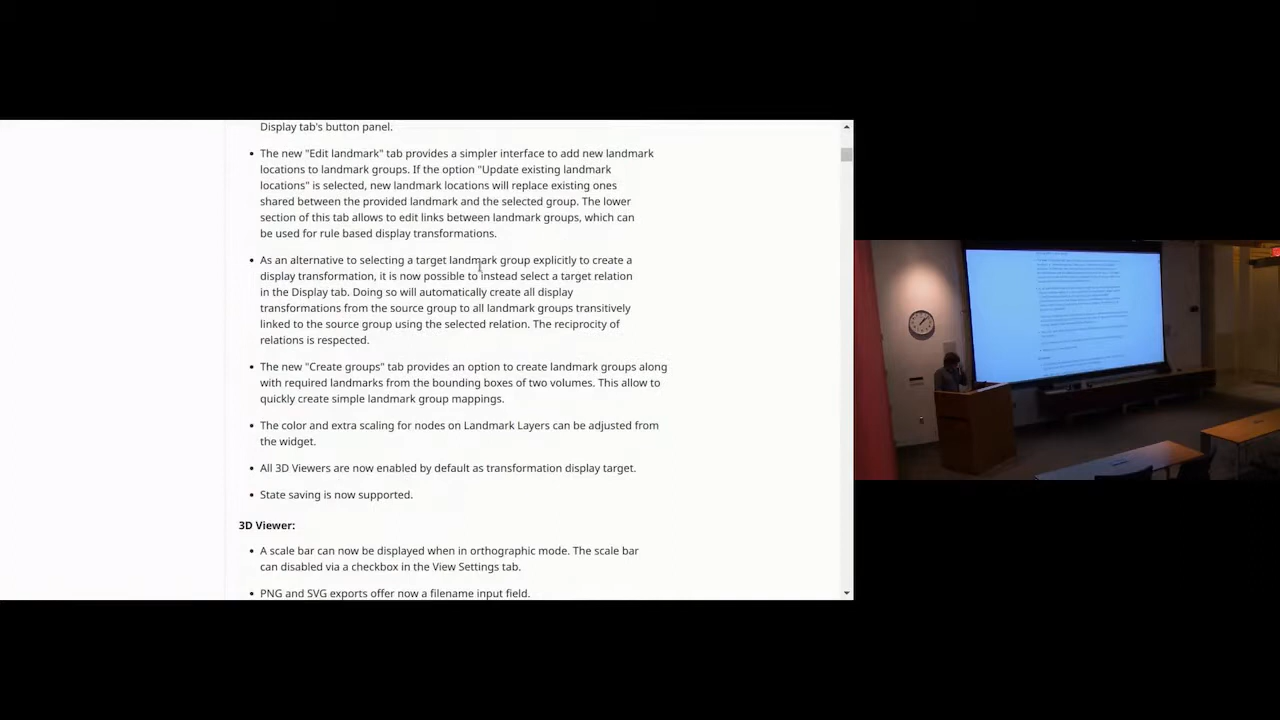 Display tab's button panel.
• The new "Edit landmark" tab provides a simpler interface to add new landmark
locations to landmark groups. If the option "Update existing landmark
locations" is selected, new landmark locations will replace existing ones
shared between the provided landmark and the selected group. The lower
section of this tab allows to edit links between landmark groups, which can
be used for rule based display transformations.
• As an alternative to selecting a target landmark group explicitly to create a
display transformation, it is now possible to instead select a target relation
in the Display tab. Doing so will automatically create all display
transformations from the source group to all landmark groups transitively
linked to the source group using the selected relation. The reciprocity of
relations is respected.
• The new "Create groups" tab provides an option to create landmark groups along
with required landmarks from the bounding boxes of two volumes. This allow to
quickly create simple landmark group mappings.
• The color and extra scaling for nodes on Landmark Layers can be adjusted from
the widget.
• All 3D Viewers are now enabled by default as transformation display target.
• State saving is now supported.
3D Viewer:
• A scale bar can now be displayed when in orthographic mode. The scale bar
can disabled via a checkbox in the View Settings tab.
• PNG and SVG exports offer now a filename input field.